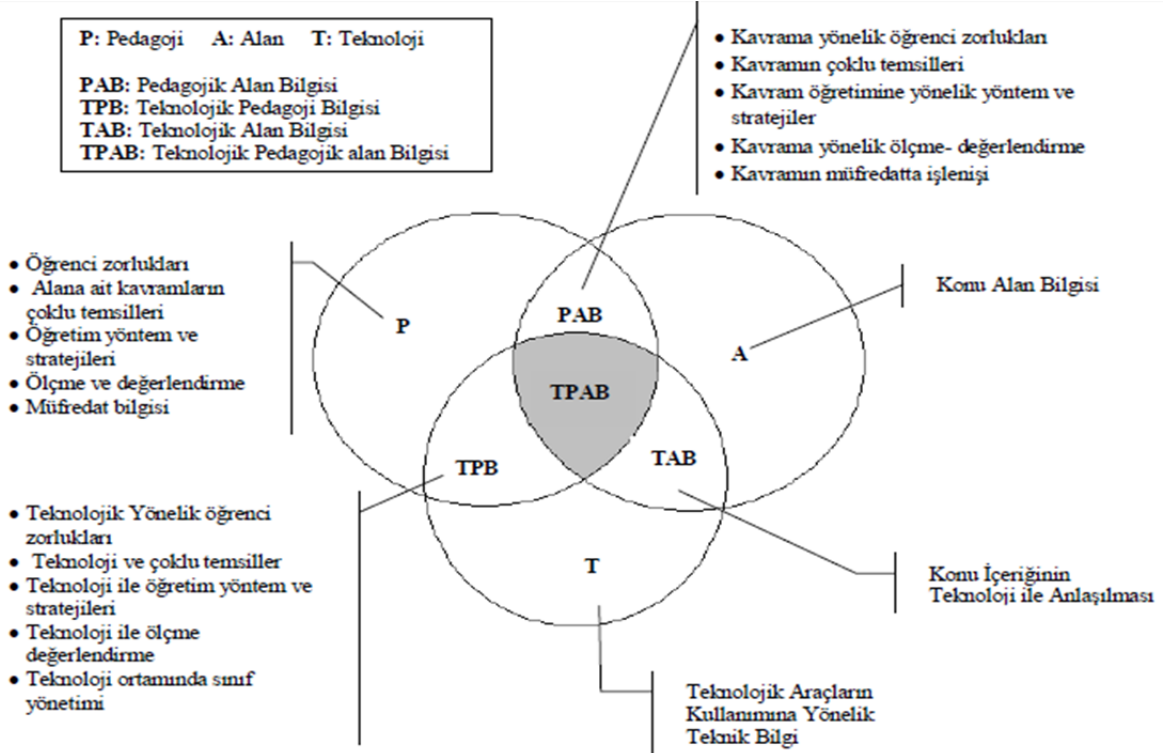 P: Pedagoji A: Alan T: Teknoloji
PAB: Pedagojik Alan Bilgisi
TPB: Teknolojik Pedagoji Bilgisi
TAB: Teknolojik Alan Bilgisi
TPAB: Teknolojik Pedagojik alan Bilgisi
• Kavrama yönelik öğrenci zorlukları
• Kavramın çoklu temsilleri
• Kavram öğretimine yönelik yöntem ve
stratejiler
• Kavrama yönelik ölçme- değerlendirme
• Kavramın müfredatta işlenişi
• Öğrenci zorlukları
• Alana ait kavramların
çoklu temsilleri
• Öğretim yöntem ve
stratejileri
• Ölçme ve değerlendirme
• Müfredat bilgisi
P
PAB
A
Konu Alan Bilgisi
TPAB
TPB
TAB
T
• Teknolojik Yönelik öğrenci
zorlukları
• Teknoloji ve çoklu temsiller
• Teknoloji ile öğretim yöntem ve
stratejileri
• Teknoloji ile ölçme
değerlendirme
• Teknoloji ortamında sınıf
yönetimi
Konu İçeriğinin
Teknoloji ile Anlaşılması
Teknolojik Araçların
Kullanımına Yönelik
Teknik Bilgi